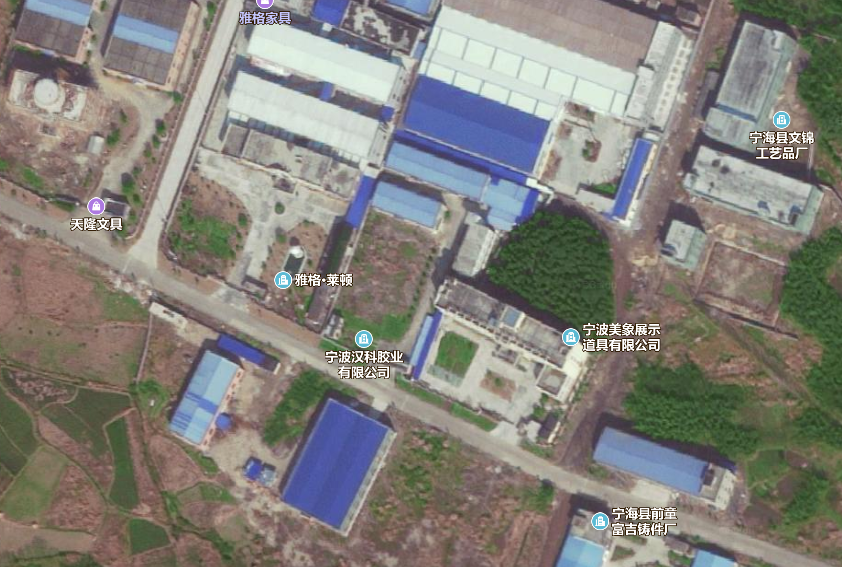 雅格家具
宁海县文锦
工艺品厂
天隆文具
雅格·莱顿
宁波汉科胶业
有限公司
宁波美象展示
道具有限公司
宁海县前童
富吉铸件厂